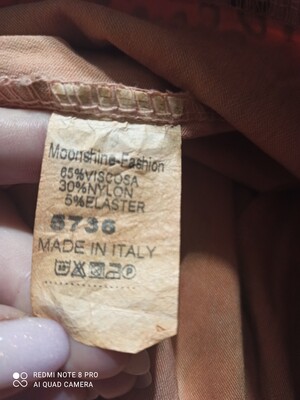 Moonshine-Fashion
65%VISCOSA
30%NYLON
5%ELASTER
5736
MADE IN ITALY
REDMI NOTE 8 PRO
AI QUAD CAMERA